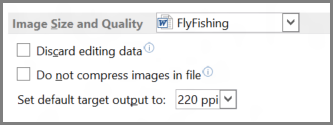 Image Size and Quality FlyFishing
Discard editing data
Do not compress images in file
Set default target output to: 220 ppi